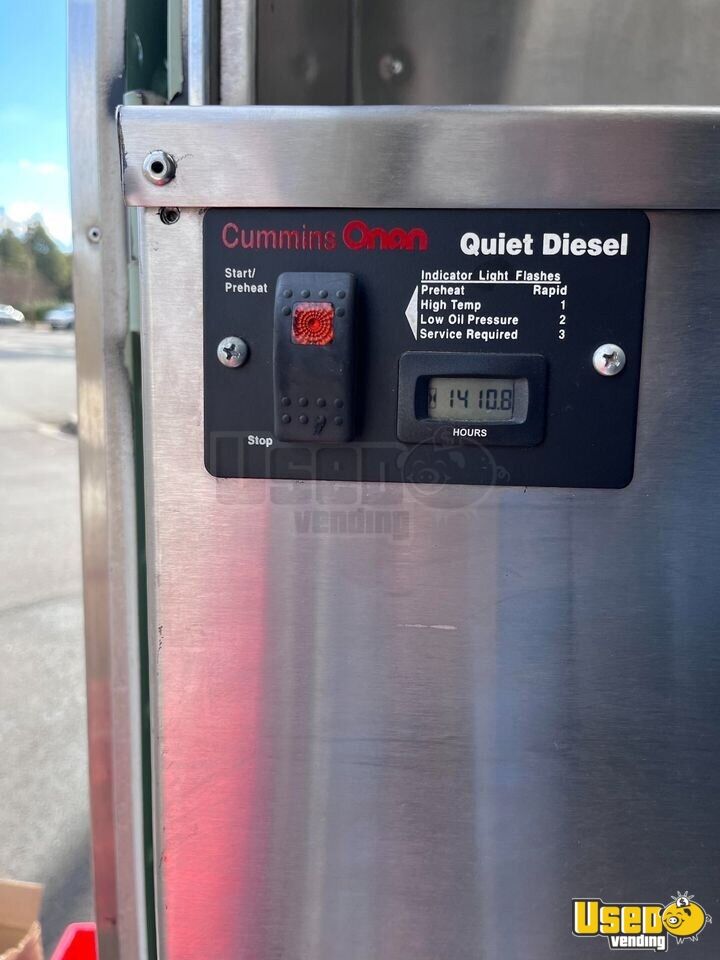 Cummins Onan Quiet Diesel
Start/
Preheat
Indicator Light Flashes
Preheat Rapid
High Temp 1
Low Oil Pressure 2
Service Required 3
1410.8
HOURS
Stop
Used
vending
Used
vending